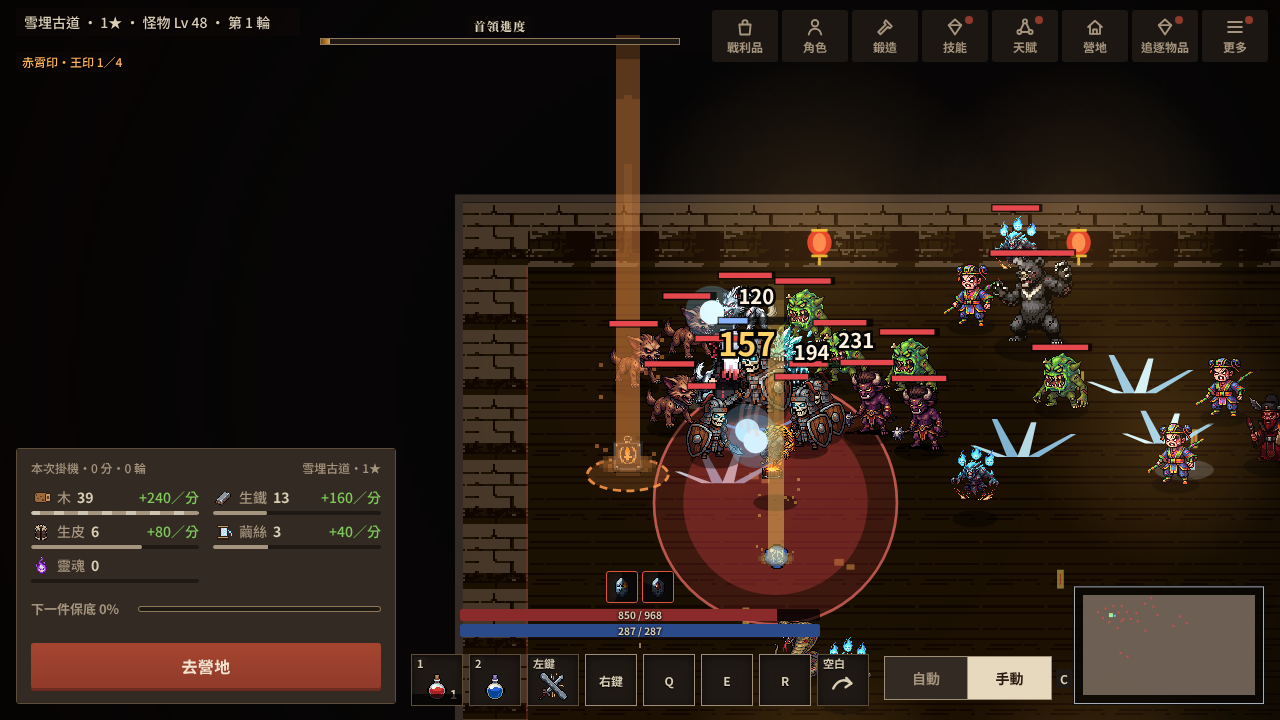 雪埋古道 • 1★ • 怪物 Lv 48 • 第 1 輪
赤霄印・王印 1／4
首領進度
戰利品
角色
鍛造
技能
天賦
營地
追逐物品
更多
120
157
194
231
本次掛機・0 分・0 輪
雪埋古道・1★
木 39 +240／分
生鐵 13 +160／分
生皮 6 +80／分
繭絲 3 +40／分
靈魂 0
下一件保底 0%
去營地
850 / 968
287 / 287
1
1
2
左鍵
右鍵
Q
E
R
空白
自動
手動
C